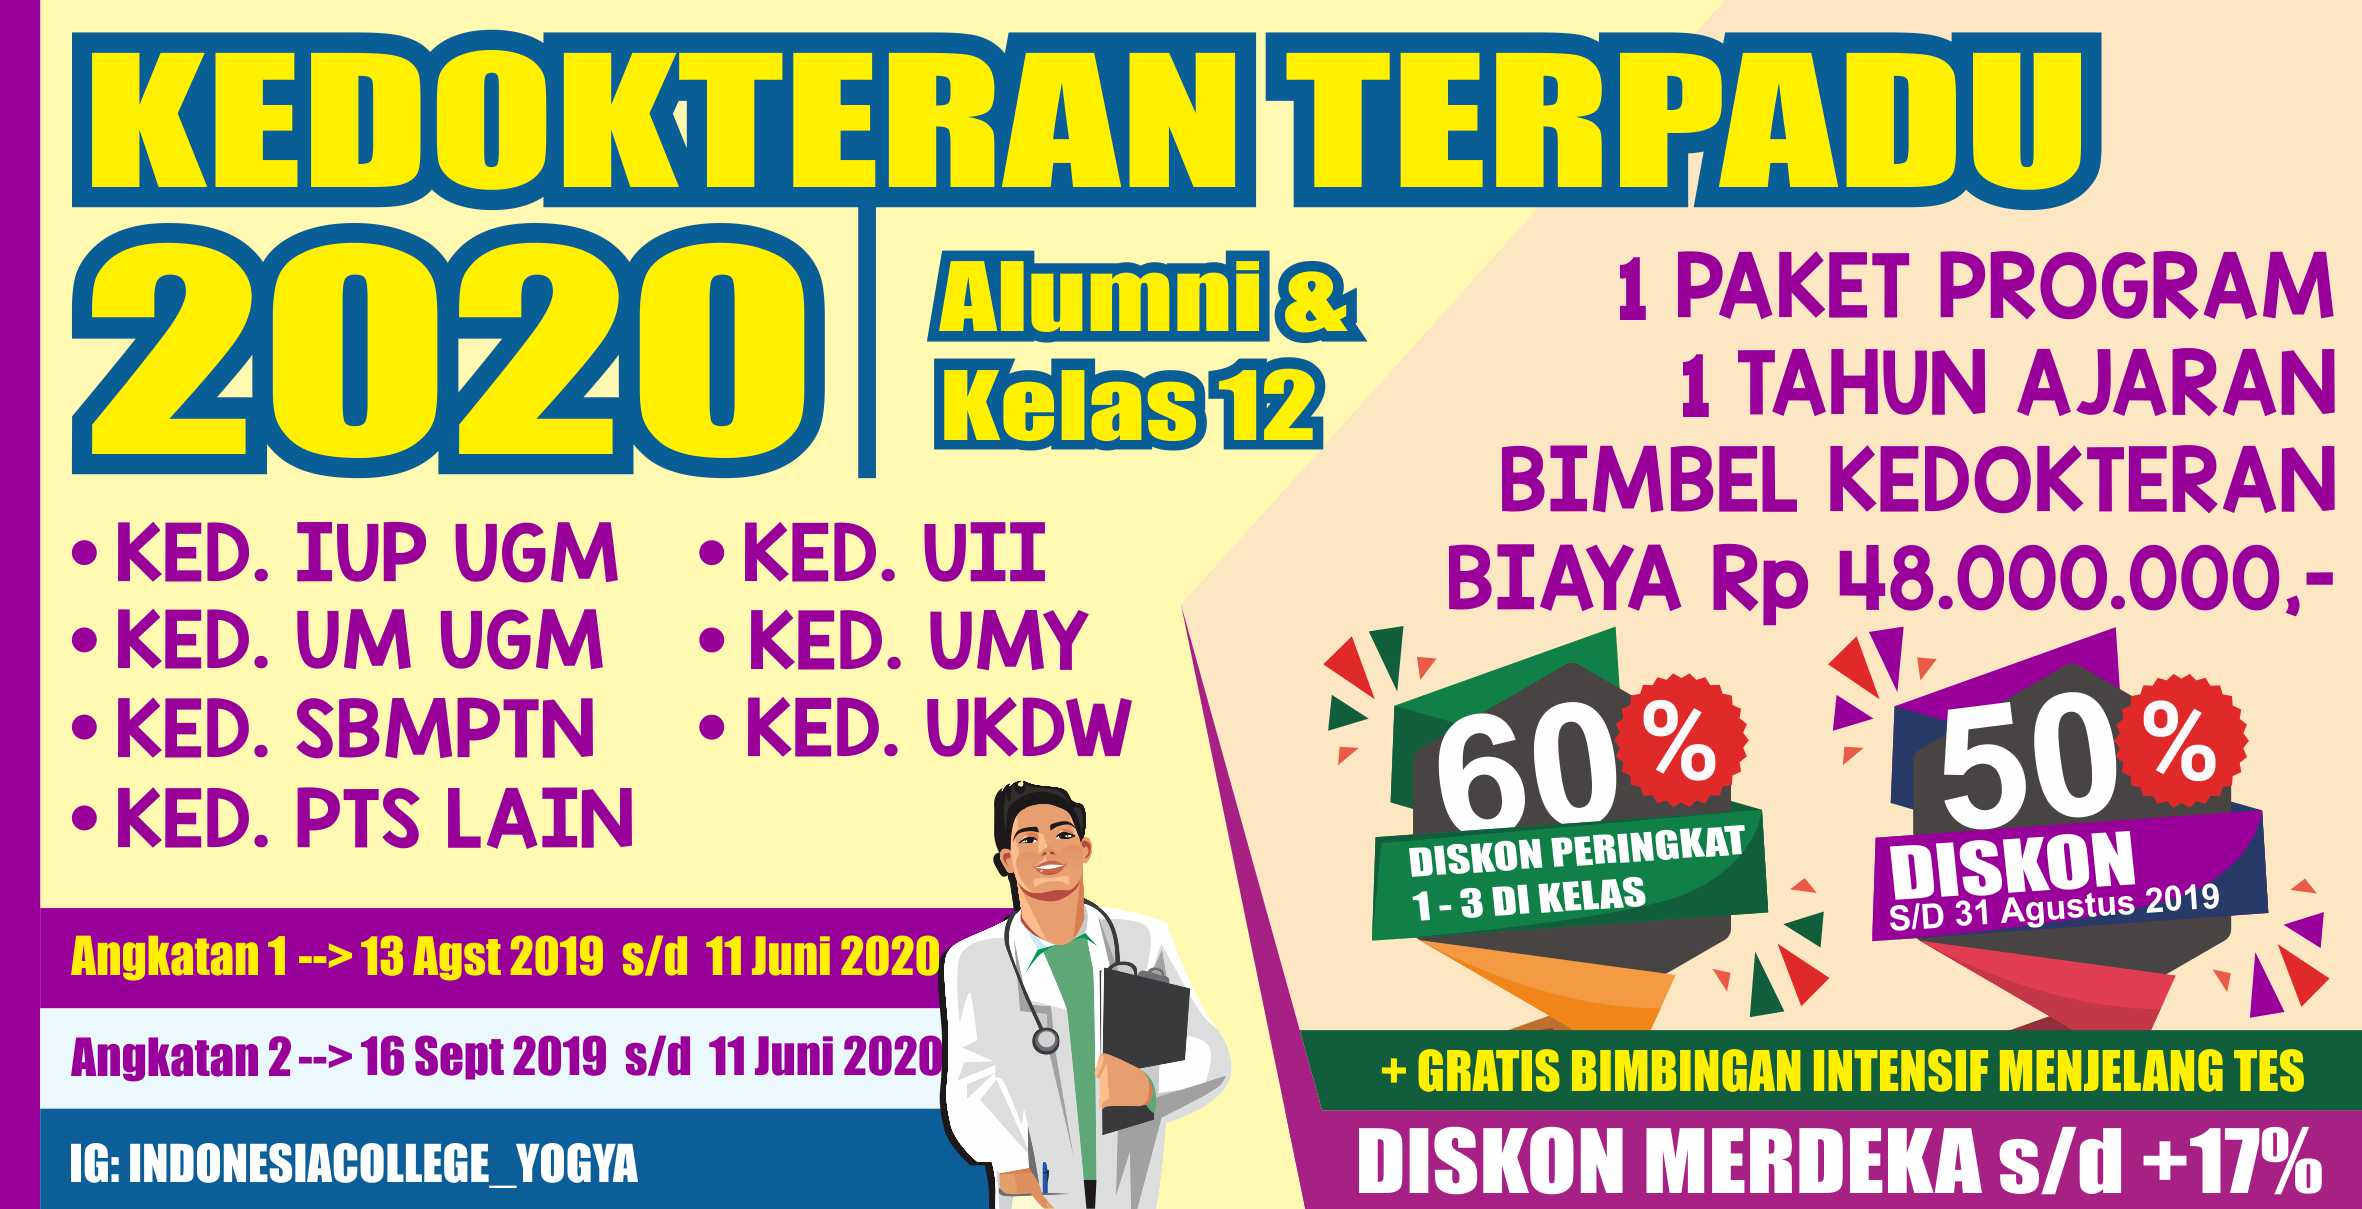 KEDOKTERAN TERPADU
2020
Alumni &
Kelas 12
• KED. IUP UGM
• KED. UM UGM
• KED. SBMPTN
• KED. PTS LAIN
• KED. UII
• KED. UMY
• KED. UKDW
1 PAKET PROGRAM
1 TAHUN AJARAN
BIMBEL KEDOKTERAN
BIAYA Rp 48.000.000,-
60%
DISKON PERINGKAT
1 - 3 DI KELAS
50%
DISKON
S/D 31 Agustus 2019
Angkatan 1 --> 13 Agst 2019 s/d 11 Juni 2020
Angkatan 2 --> 16 Sept 2019 s/d 11 Juni 2020
IG: INDONESIACOLLEGE_YOGYA
+ GRATIS BIMBINGAN INTENSIF MENJELANG TES
DISKON MERDEKA s/d +17%